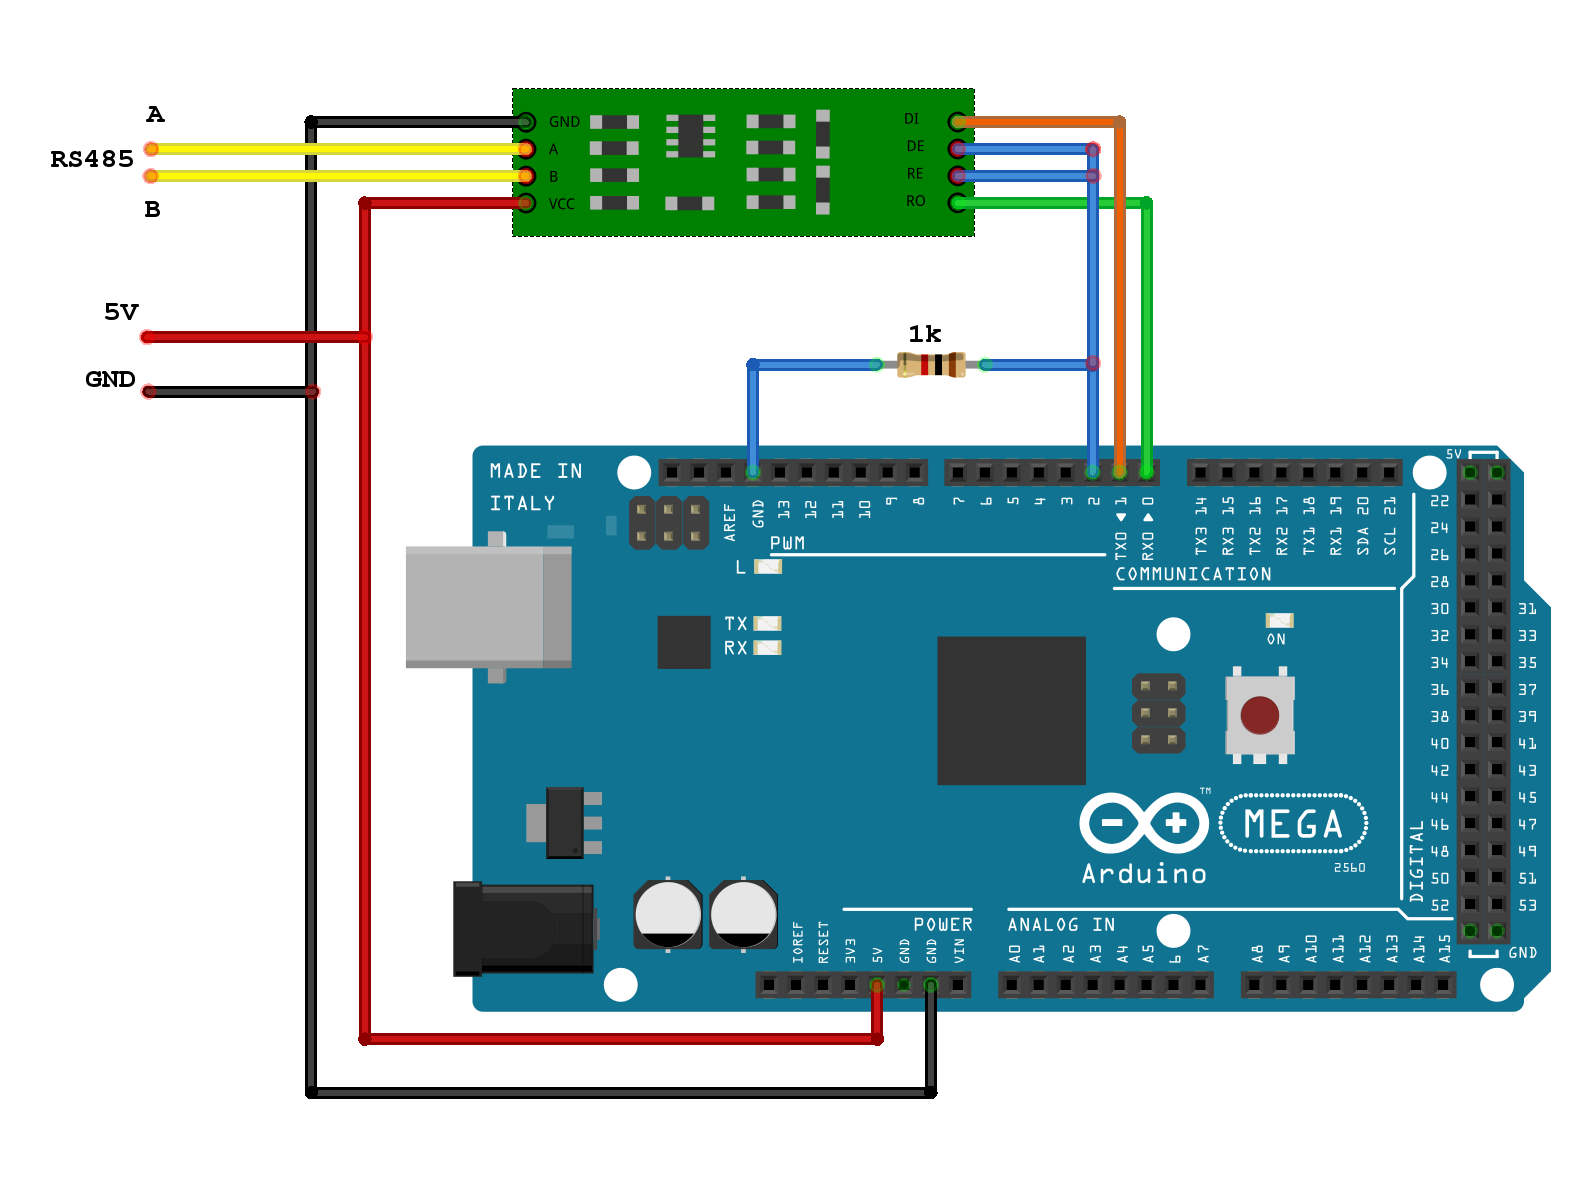 A
RS485
B
5V
GND
GND
A
B
VCC
DI
DE
RE
RO
1k
MADE IN
ITALY
AREF
GND
13
12
11
10
9
8
7
6
5
4
3
2
TX0 ▸ 1
RX0 ◂ 0
TX3 14
RX3 15
TX2 16
RX2 17
TX1 18
RX1 19
SDA 20
SCL 21
PWM
COMMUNICATION
L
TX
RX
ON
5V
22
24
26
28
30 31
32 33
34 35
36 37
38 39
40 41
42 43
44 45
46 47
48 49
50 51
52 53
GND
DIGITAL
TM
MEGA
2560
Arduino
POWER
ANALOG IN
IOREF
RESET
3V3
5V
GND
GND
VIN
A0
A1
A2
A3
A4
A5
6
A7
A8
A9
A10
A11
A12
A13
A14
A15